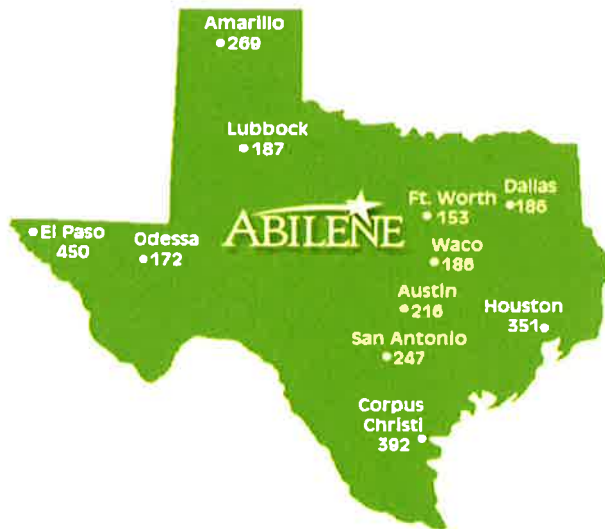 Amarillo
269
Lubbock
187
Dallas
186
Ft. Worth
153
ABILENE
El Paso
450
Odessa
172
Waco
186
Austin
216
Houston
351
San Antonio
247
Corpus
Christi
392